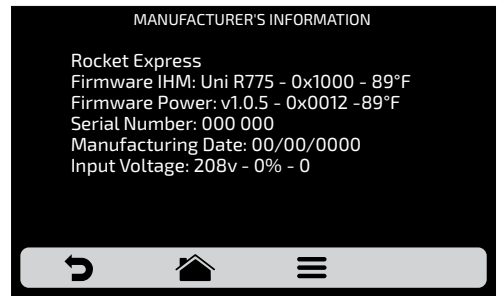 MANUFACTURER'S INFORMATION
Rocket Express
Firmware IHM: Uni R775 - 0x1000 - 89°F
Firmware Power: v1.0.5 - 0x0012 -89°F
Serial Number: 000 000
Manufacturing Date: 00/00/0000
Input Voltage: 208v - 0% - 0